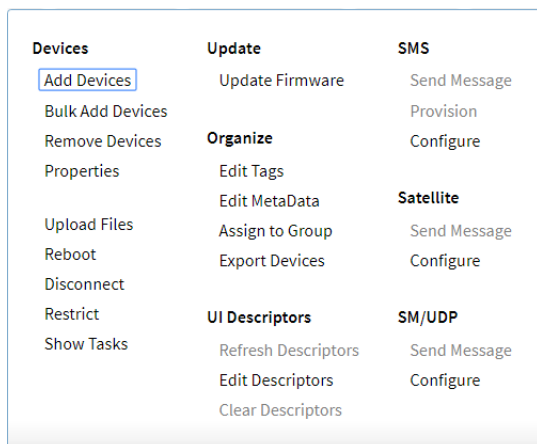 Devices
Add Devices
Bulk Add Devices
Remove Devices
Properties
Upload Files
Reboot
Disconnect
Restrict
Show Tasks
Update
Update Firmware
Organize
Edit Tags
Edit MetaData
Assign to Group
Export Devices
UI Descriptors
Refresh Descriptors
Edit Descriptors
Clear Descriptors
SMS
Send Message
Provision
Configure
Satellite
Send Message
Configure
SM/UDP
Send Message
Configure